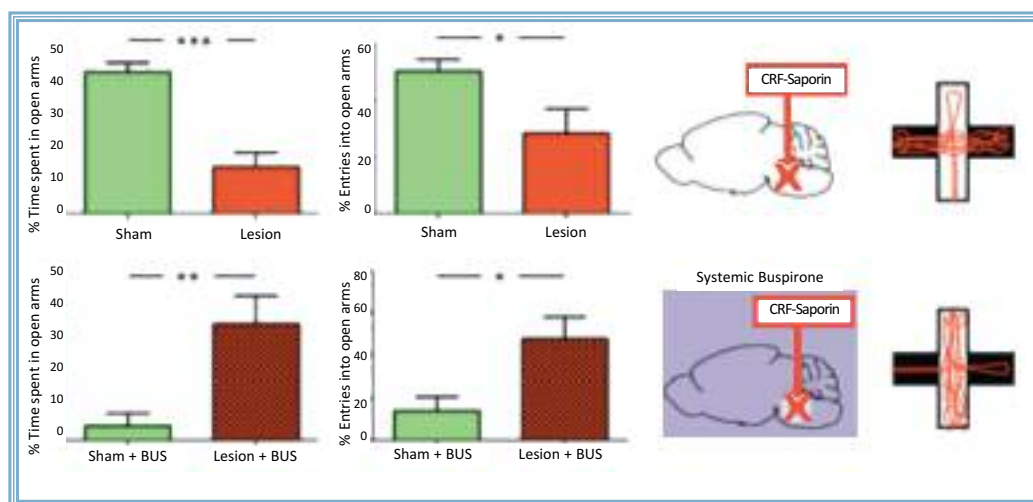 % Time spent in open arms
50
40
30
20
10
0
***
Sham
Lesion
% Entries into open arms
60
40
20
0
*
Sham
Lesion
CRF-Saporin
% Time spent in open arms
50
40
30
20
10
0
**
Sham + BUS
Lesion + BUS
% Entries into open arms
80
60
40
20
0
*
Sham + BUS
Lesion + BUS
Systemic Buspirone
CRF-Saporin